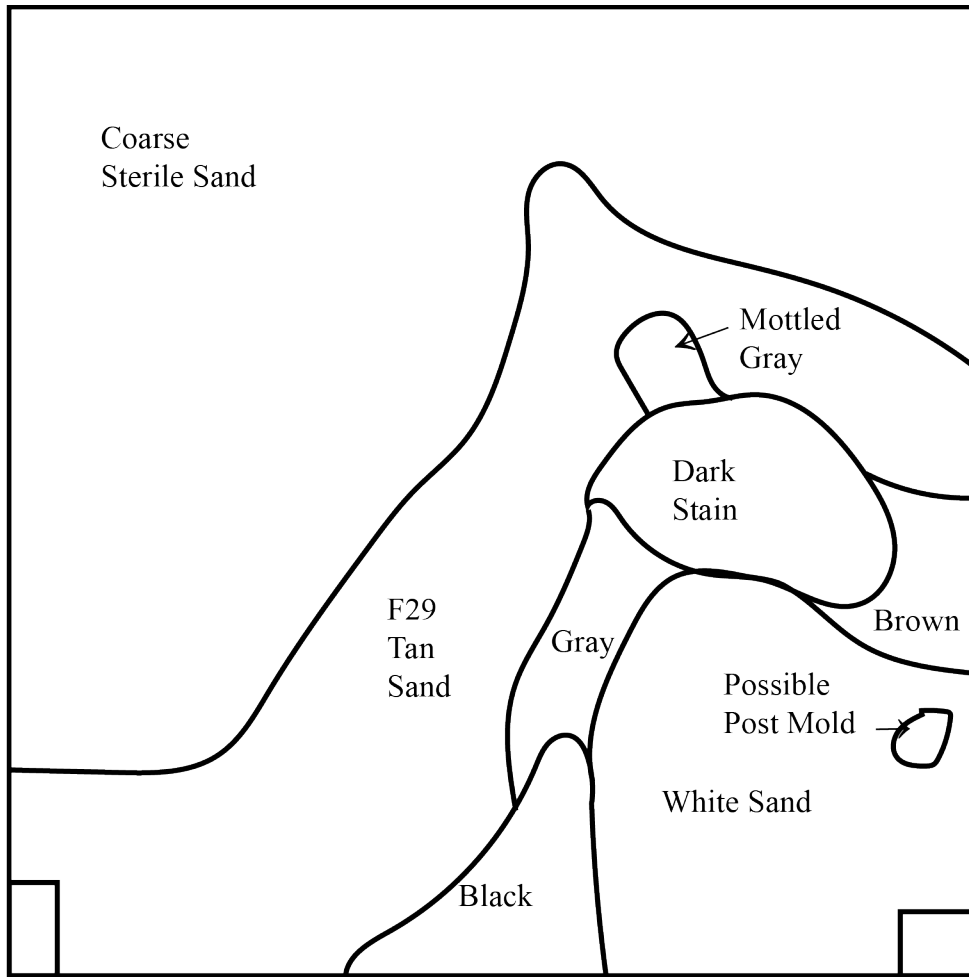 Coarse
Sterile Sand
Mottled
Gray
Dark
Stain
F29
Tan
Sand
Gray
Brown
Possible
Post Mold
White Sand
Black